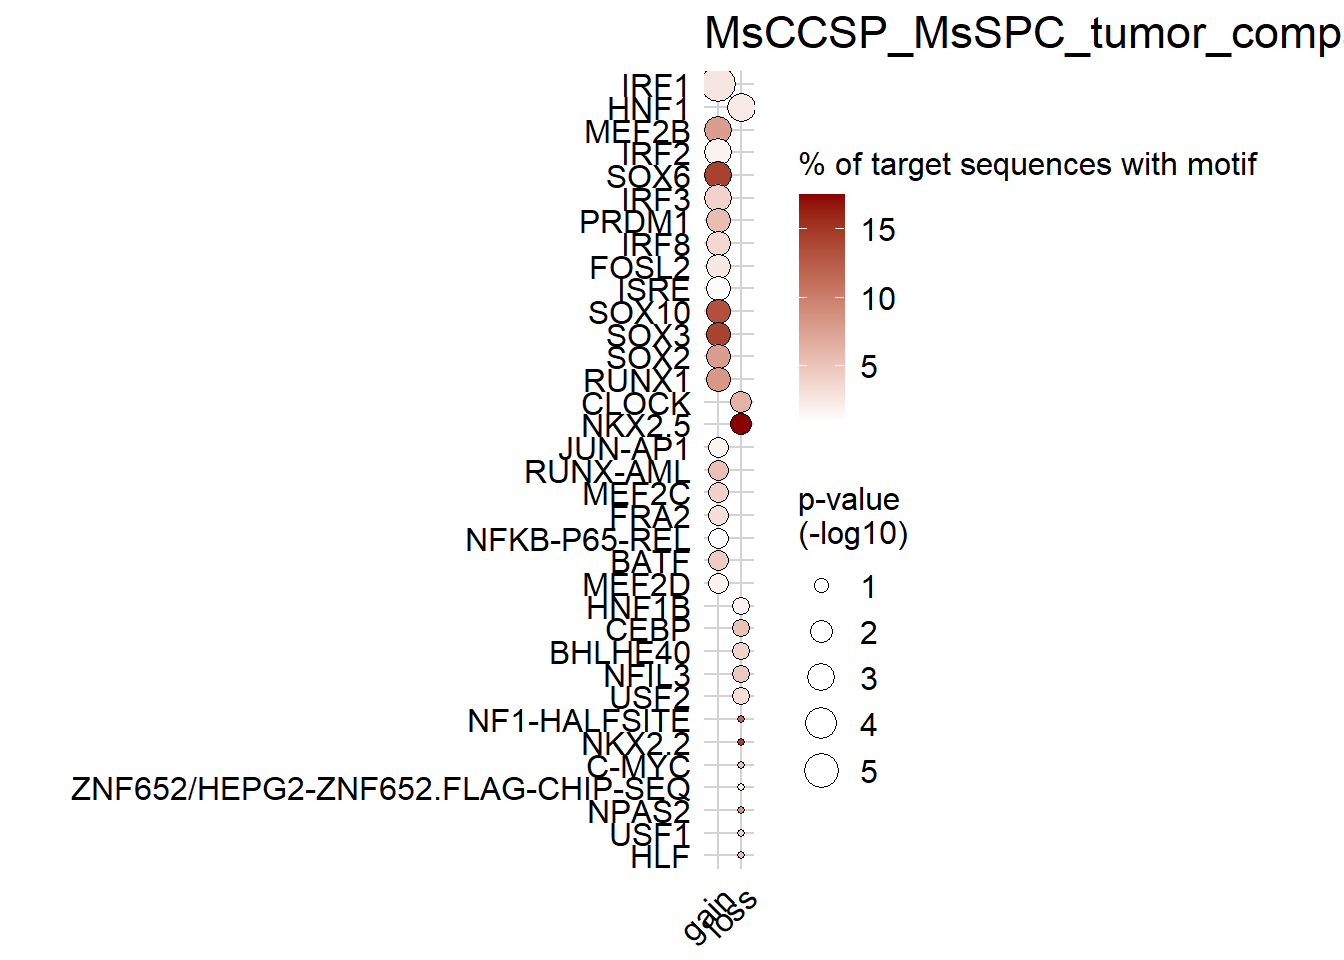 MsCCSP_MsSPC_tumor_comp
IRF1
HNF1
MEF2B
IRF2
SOX6
IRF3
PRDM1
IRF8
FOSL2
ISRE
SOX10
SOX3
SOX2
RUNX1
CLOCK
NKX2.5
JUN-AP1
RUNX-AML
MEF2C
FRA2
NFKB-P65-REL
BATF
MEF2D
HNF1B
CEBP
BHLHE40
NFIL3
USF2
NF1-HALFSITE
NKX2.2
C-MYC
ZNF652/HEPG2-ZNF652.FLAG-CHIP-SEQ
NPAS2
USF1
HLF
gain
loss
% of target sequences with motif
15
10
5
p-value
(-log10)
1
2
3
4
5